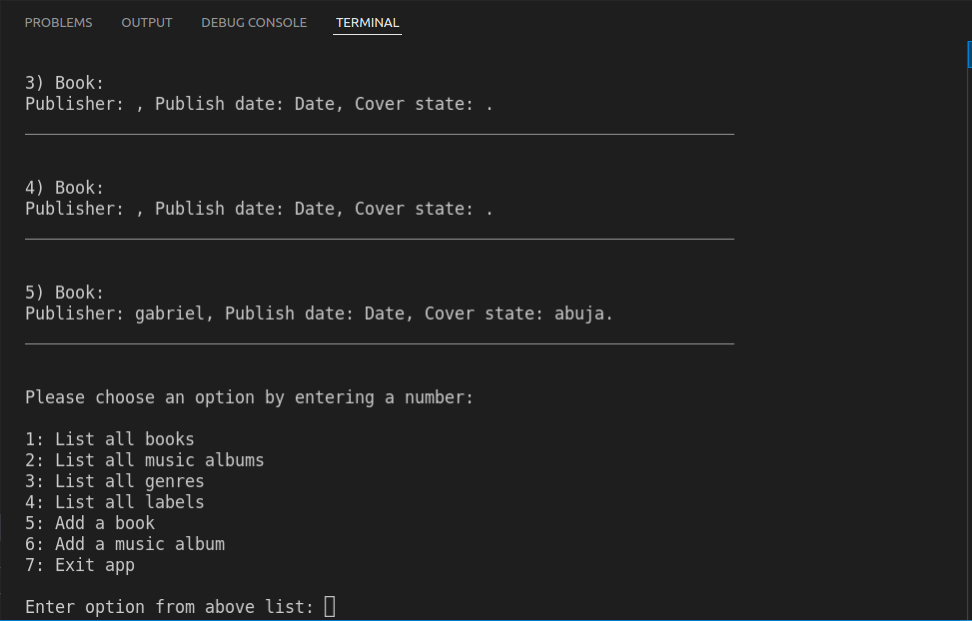 PROBLEMS OUTPUT DEBUG CONSOLE TERMINAL
3) Book:
Publisher: , Publish date: Date, Cover state: .
4) Book:
Publisher: , Publish date: Date, Cover state: .
5) Book:
Publisher: gabriel, Publish date: Date, Cover state: abuja.
Please choose an option by entering a number:
1: List all books
2: List all music albums
3: List all genres
4: List all labels
5: Add a book
6: Add a music album
7: Exit app
Enter option from above list: